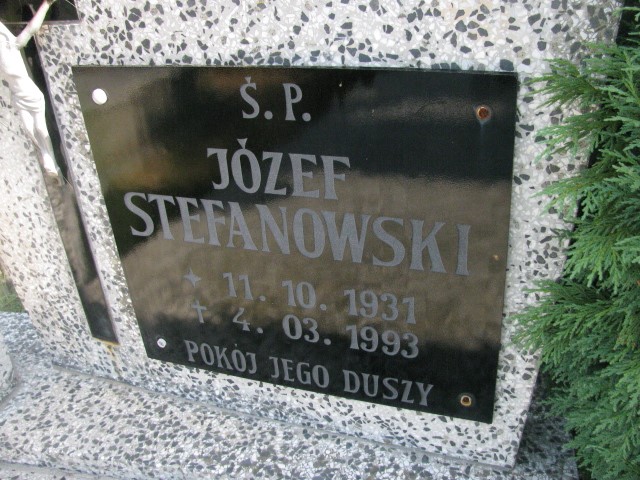 Ś. P.
JÓZEF
STEFANOWSKI
11. 10. 1931
4. 03. 1993
POKÓJ JEGO DUSZY